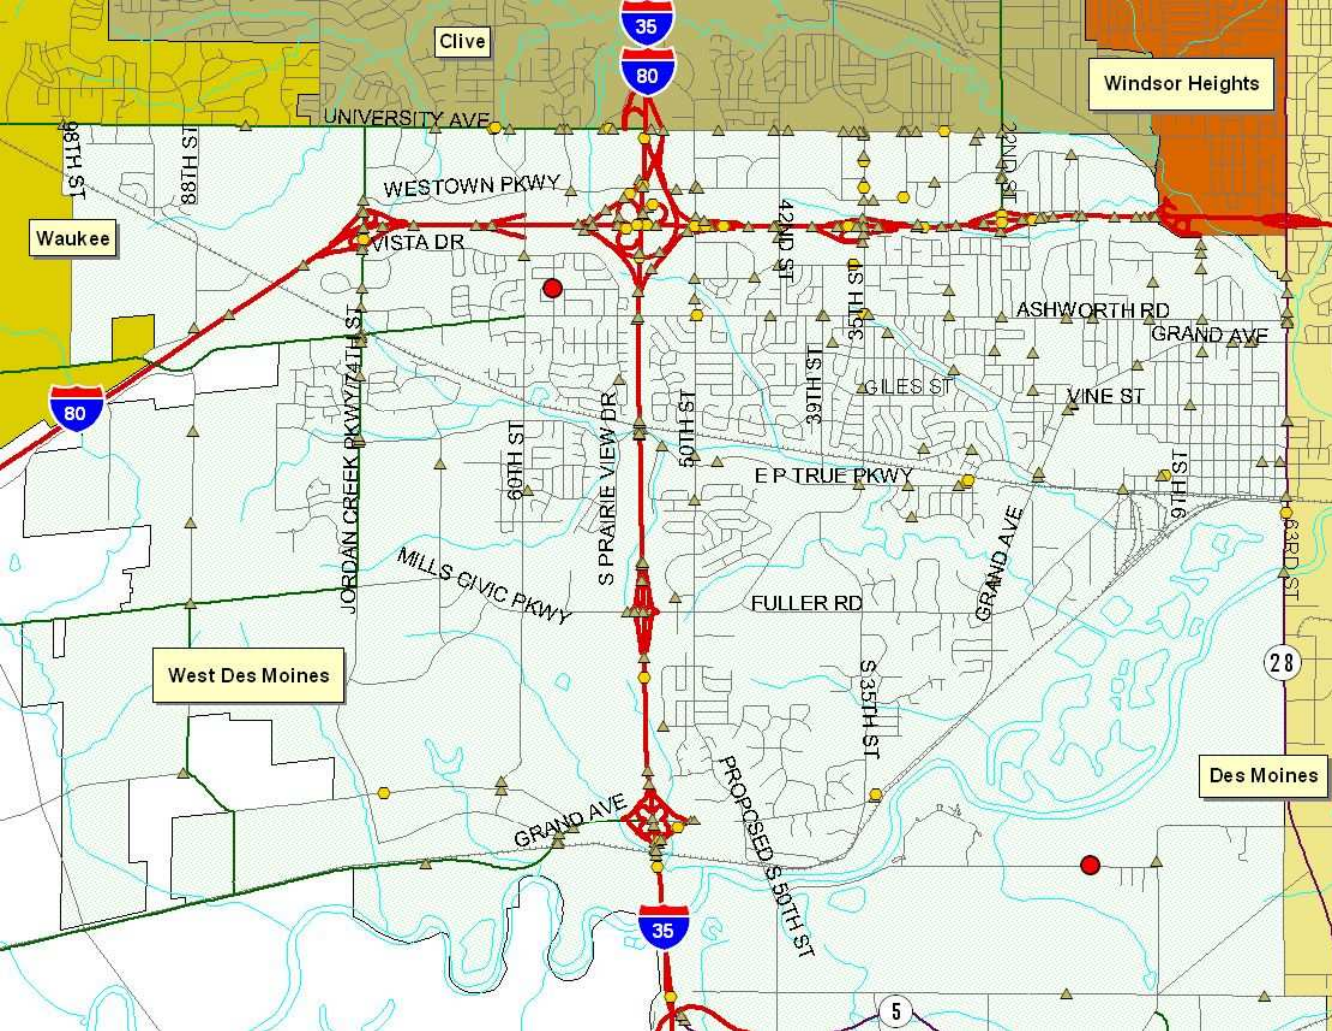 35
Clive
80
Windsor Heights
UNIVERSITY AVE
98TH ST
88TH ST
22ND ST
WESTOWN PKWY
Waukee
VISTA DR
42ND ST
35TH ST
ASHWORTH RD
GRAND AVE
JORDAN CREEK PKWY/74TH ST
39TH ST
GILES ST
VINE ST
80
S PRAIRIE VIEW DR
50TH ST
60TH ST
E P TRUE PKWY
9TH ST
GRAND AVE
63RD ST
MILLS CIVIC PKWY
FULLER RD
28
West Des Moines
S 35TH ST
PROPOSED S 50TH ST
Des Moines
GRAND AVE
35
5